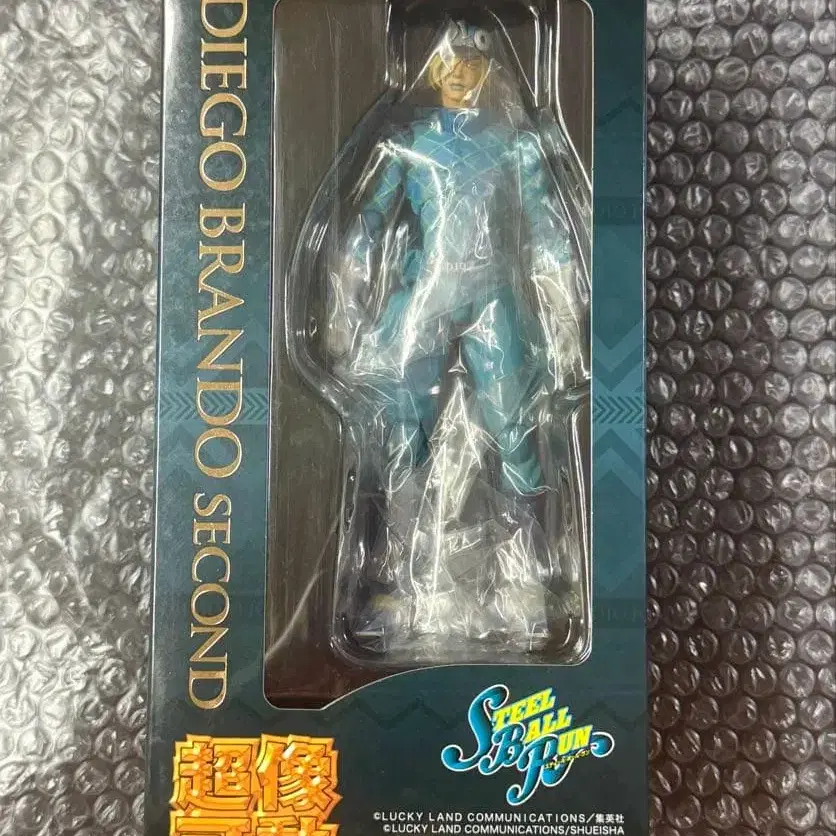 DIEGO BRANDO SECOND
STEEL
BALL
RUN
超像
可動
©LUCKY LAND COMMUNICATIONS/集英社
©LUCKY LAND COMMUNICATIONS/SHUEISHA